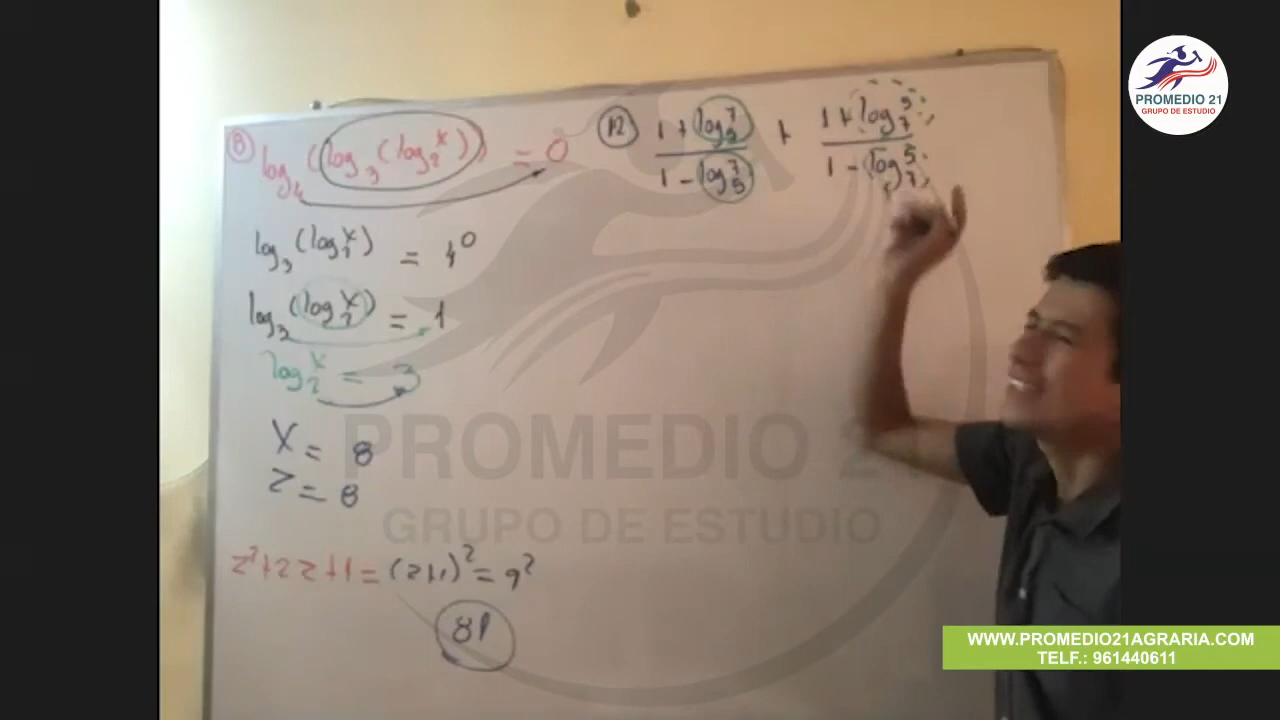 PROMEDIO 21
GRUPO DE ESTUDIO
8 log₄(log₃(log₂ˣ)) = 0
log₃(log₂ˣ) = 4⁰
log₃(log₂ˣ) = 1
log₂ˣ = 3
X = 8
z = 8
z²+2z+1 = (z+1)² = 9²
81
12 1 + log₅⁷ / 1 - log₅⁷ + 1 + log₇⁵ / 1 - log₇⁵
PROMEDIO 21
GRUPO DE ESTUDIO
WWW.PROMEDIO21AGRARIA.COM
TELF.: 961440611